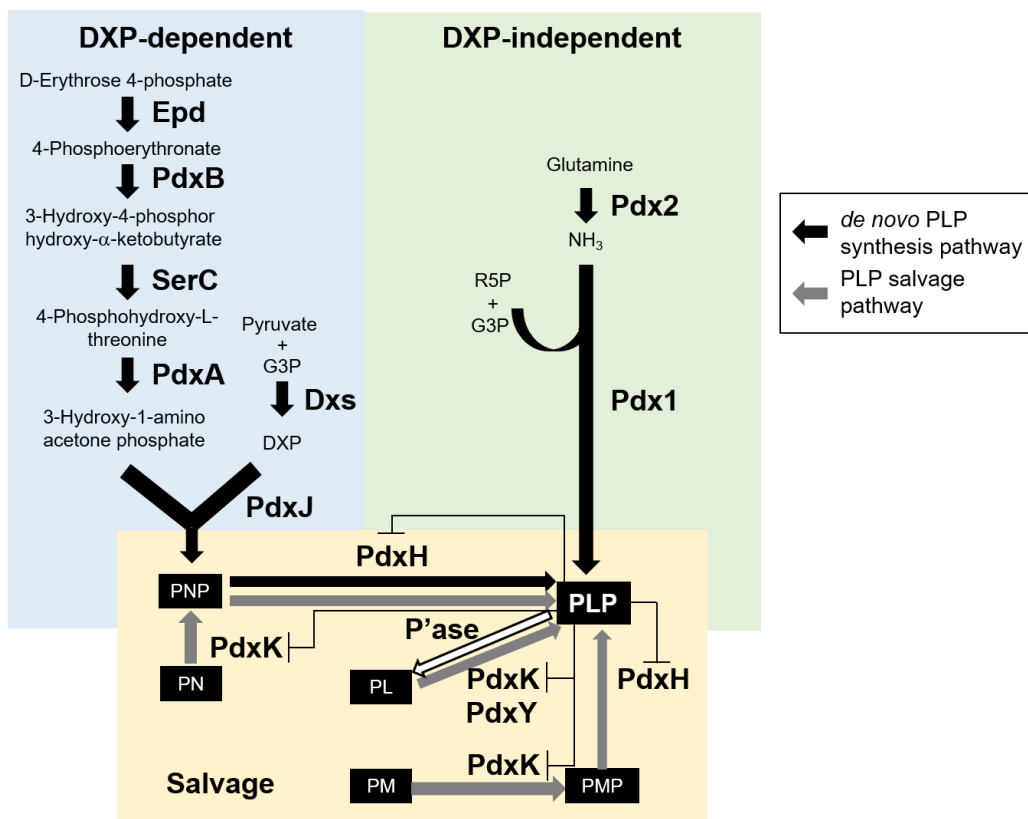 DXP-dependent
D-Erythrose 4-phosphate
Epd
4-Phosphoerythronate
PdxB
3-Hydroxy-4-phosphor
hydroxy-α-ketobutyrate
SerC
4-Phosphohydroxy-L-
threonine
PdxA
3-Hydroxy-1-amino
acetone phosphate
Pyruvate
+
G3P
Dxs
DXP
PdxJ
DXP-independent
Glutamine
Pdx2
NH3
R5P
+
G3P
Pdx1
de novo PLP
synthesis pathway
PLP salvage
pathway
PdxH
PNP
PLP
P'ase
PdxK
PN
PL
PdxK
PdxY
PdxH
PdxK
Salvage
PM
PMP